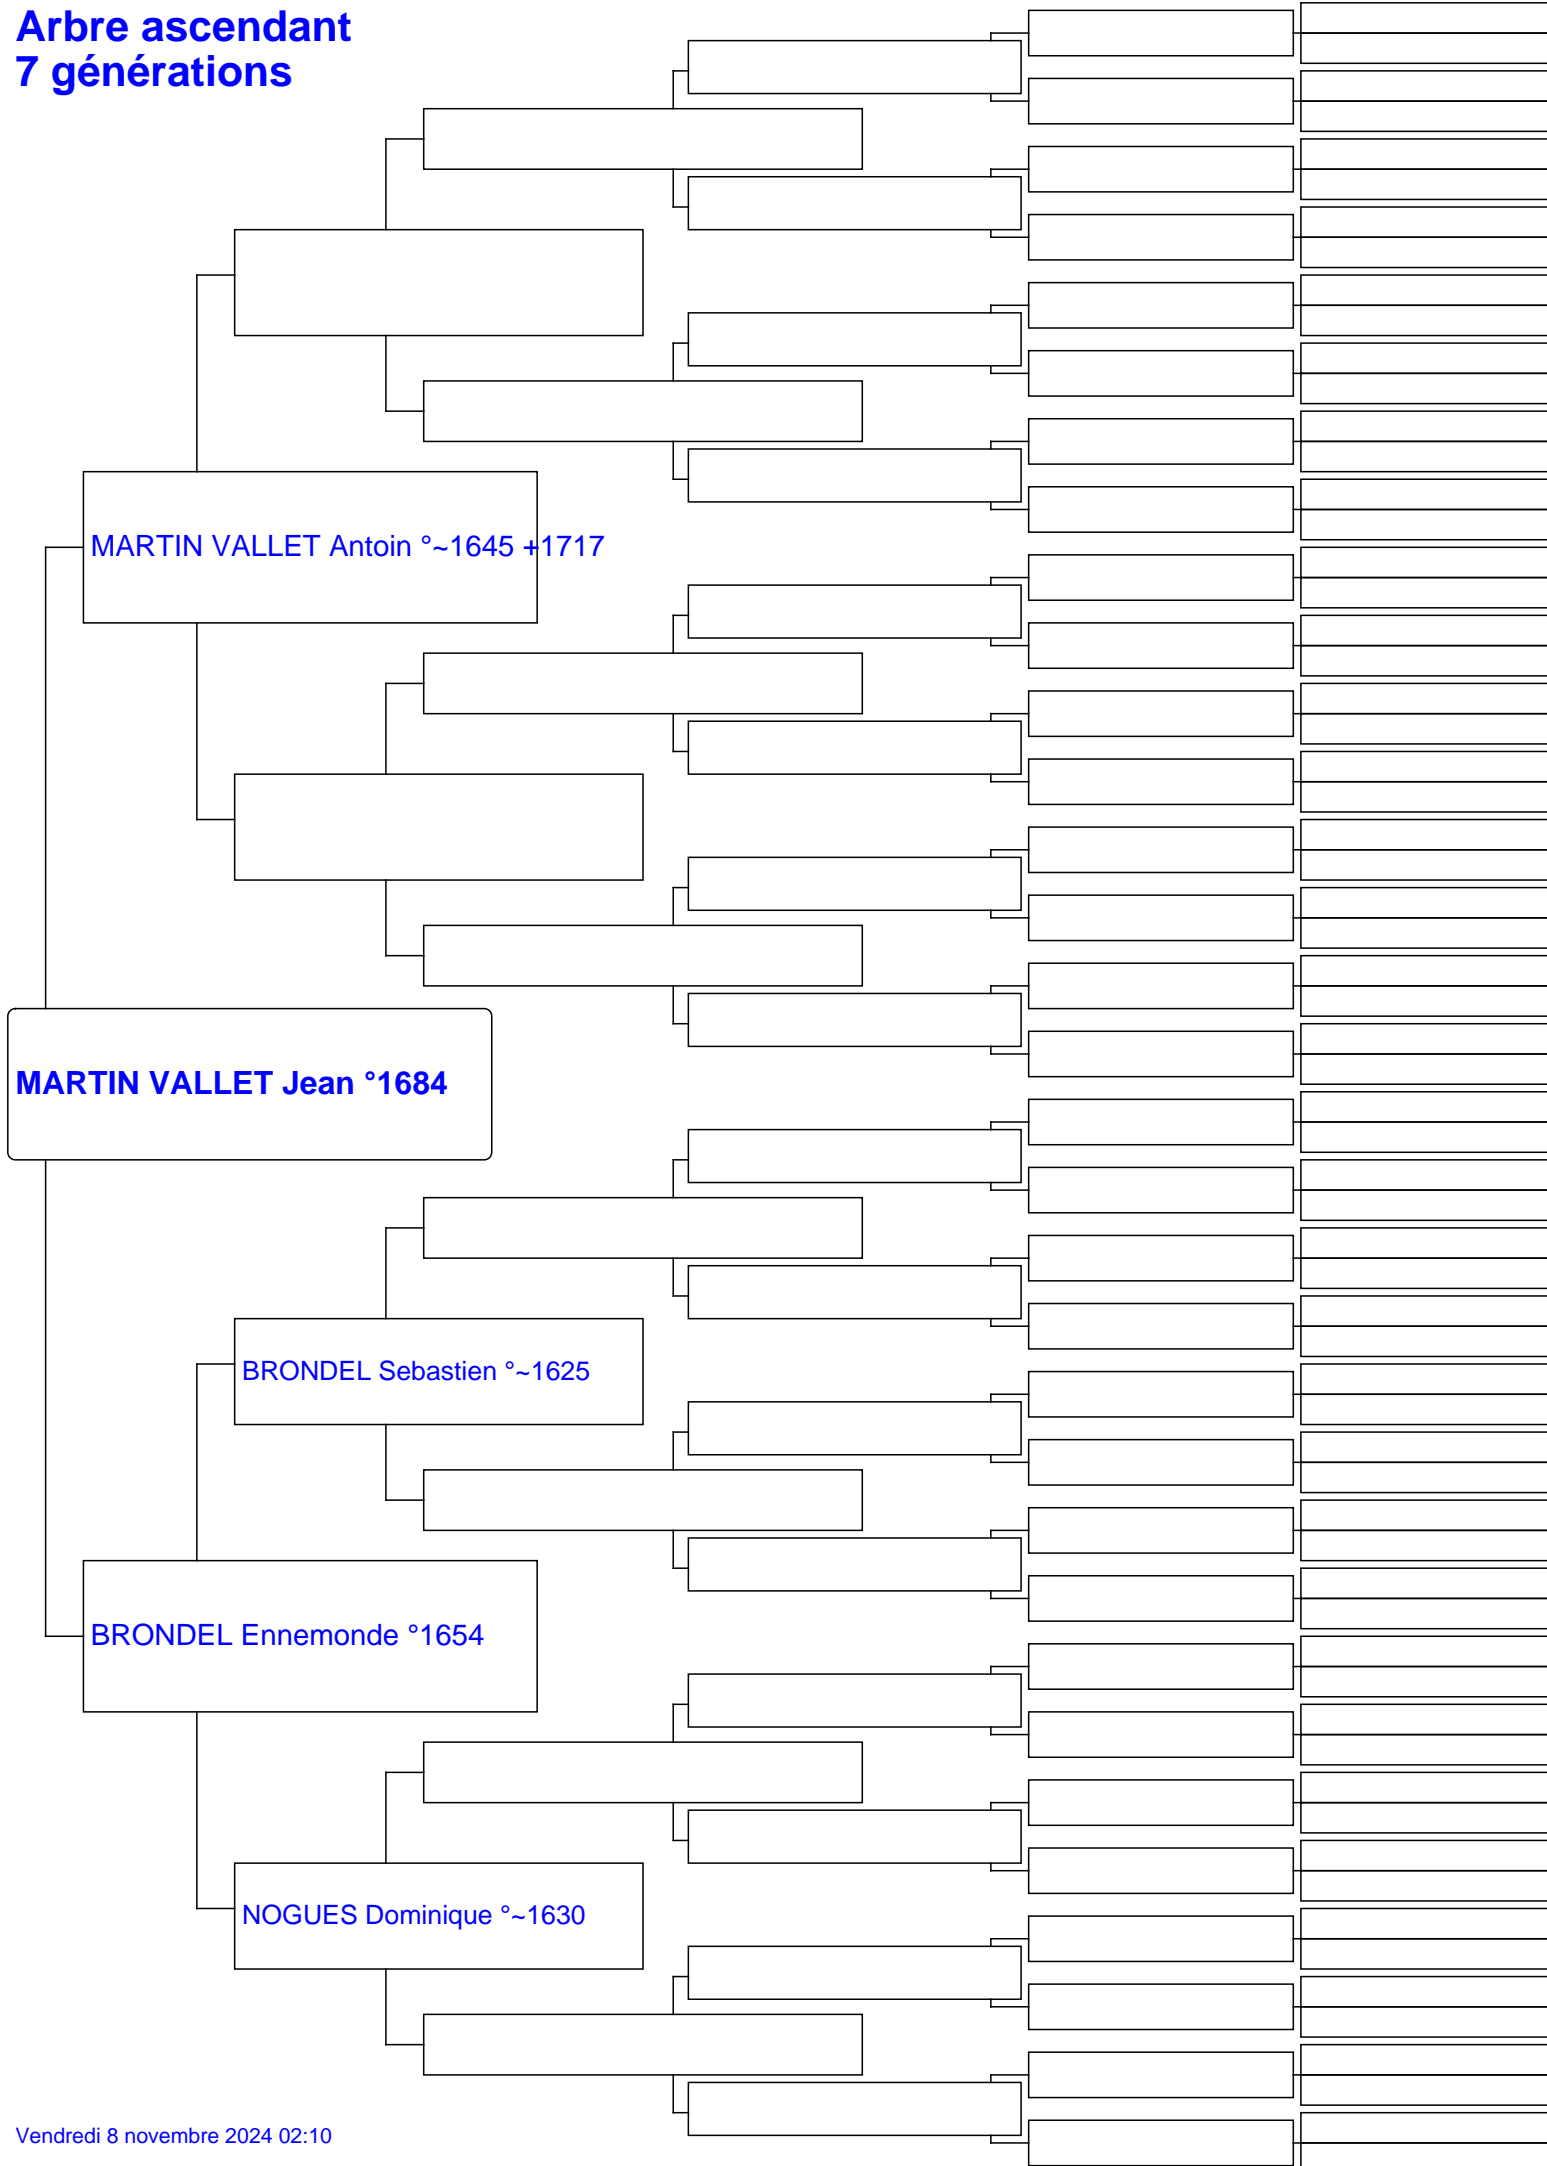 Arbre ascendant
7 générations
MARTIN VALLET Antoin °~1645 +1717
MARTIN VALLET Jean °1684
BRONDEL Sebastien °~1625
BRONDEL Ennemonde °1654
NOGUES Dominique °~1630
Vendredi 8 novembre 2024 02:10